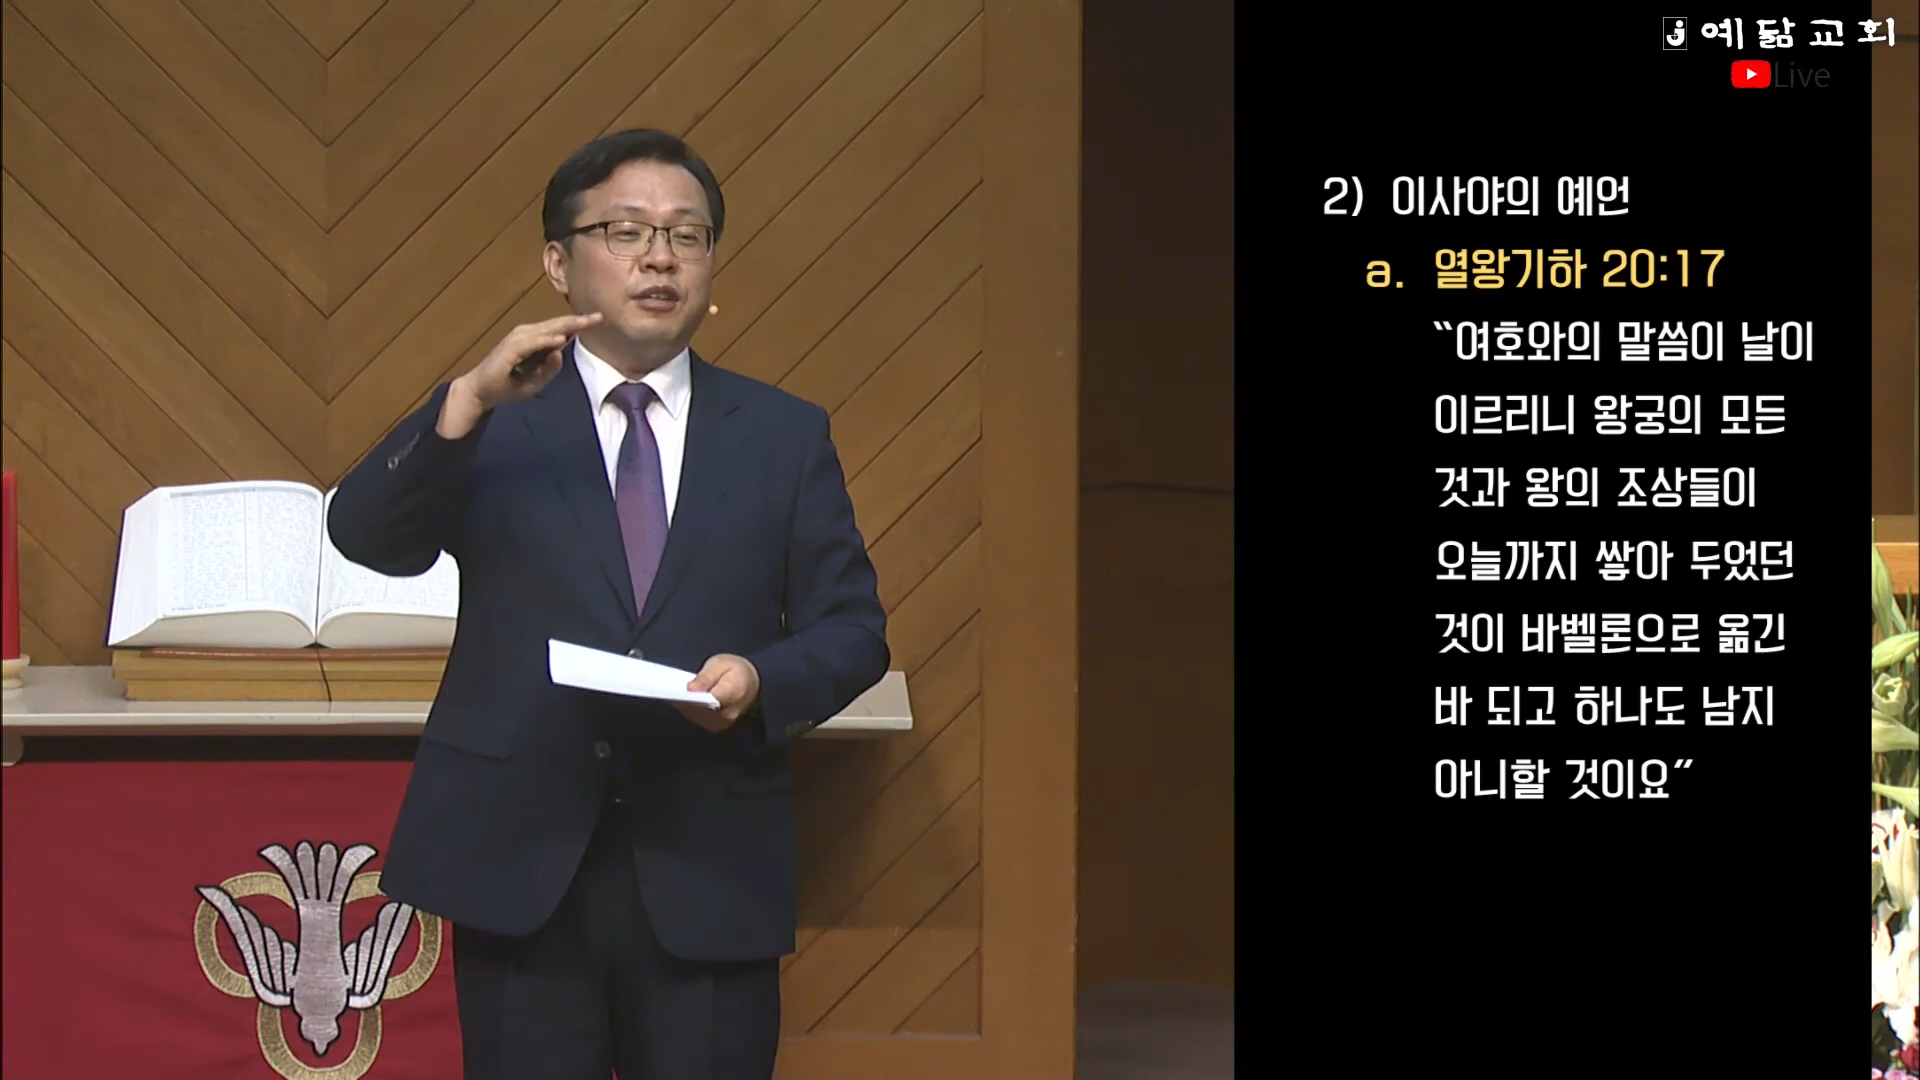 예닮교회
Live
2) 이사야의 예언
a. 열왕기하 20:17
“여호와의 말씀이 날이
이르리니 왕궁의 모든
것과 왕의 조상들이
오늘까지 쌓아 두었던
것이 바벨론으로 옮긴
바 되고 하나도 남지
아니할 것이요”